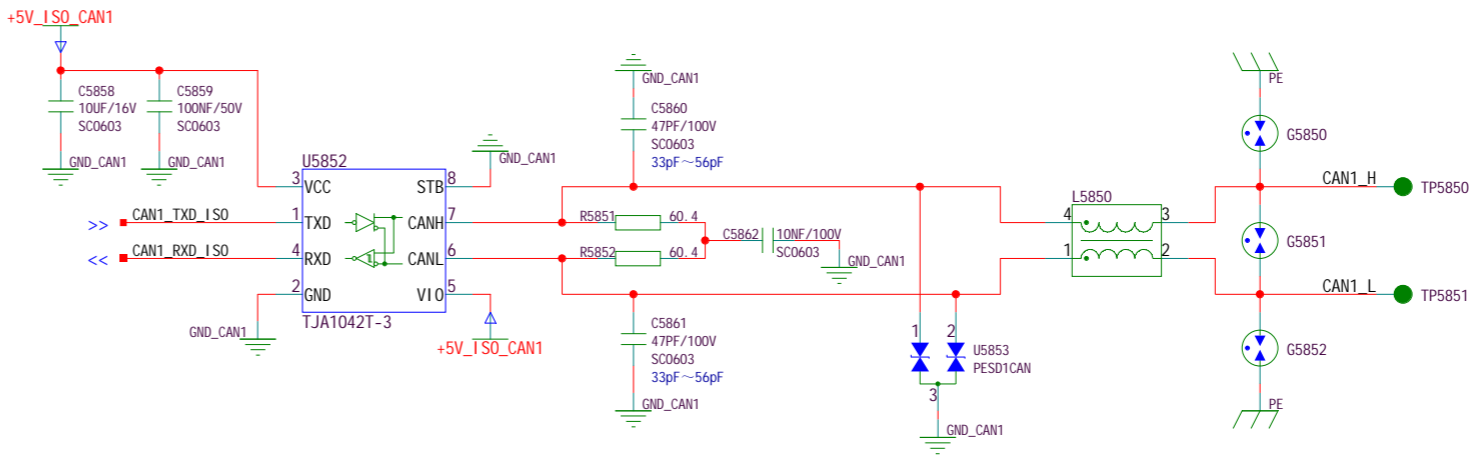 +5V_ISO_CAN1
C5858
10UF/16V
SC0603
GND_CAN1
C5859
100NF/50V
SC0603
GND_CAN1
U5852
3
VCC
STB
8
GND_CAN1
>>
CAN1_TXD_ISO
1
TXD
CANH
7
<<
CAN1_RXD_ISO
4
RXD
CANL
6
2
GND
VIO
5
GND_CAN1
TJA1042T-3
+5V_ISO_CAN1
GND_CAN1
C5860
47PF/100V
SC0603
33pF～56pF
R5851
60.4
R5852
60.4
C5862
10NF/100V
SC0603
GND_CAN1
C5861
47PF/100V
SC0603
33pF～56pF
GND_CAN1
1
2
U5853
PESD1CAN
3
GND_CAN1
L5850
4
3
1
2
PE
G5850
CAN1_H
TP5850
G5851
CAN1_L
TP5851
G5852
PE